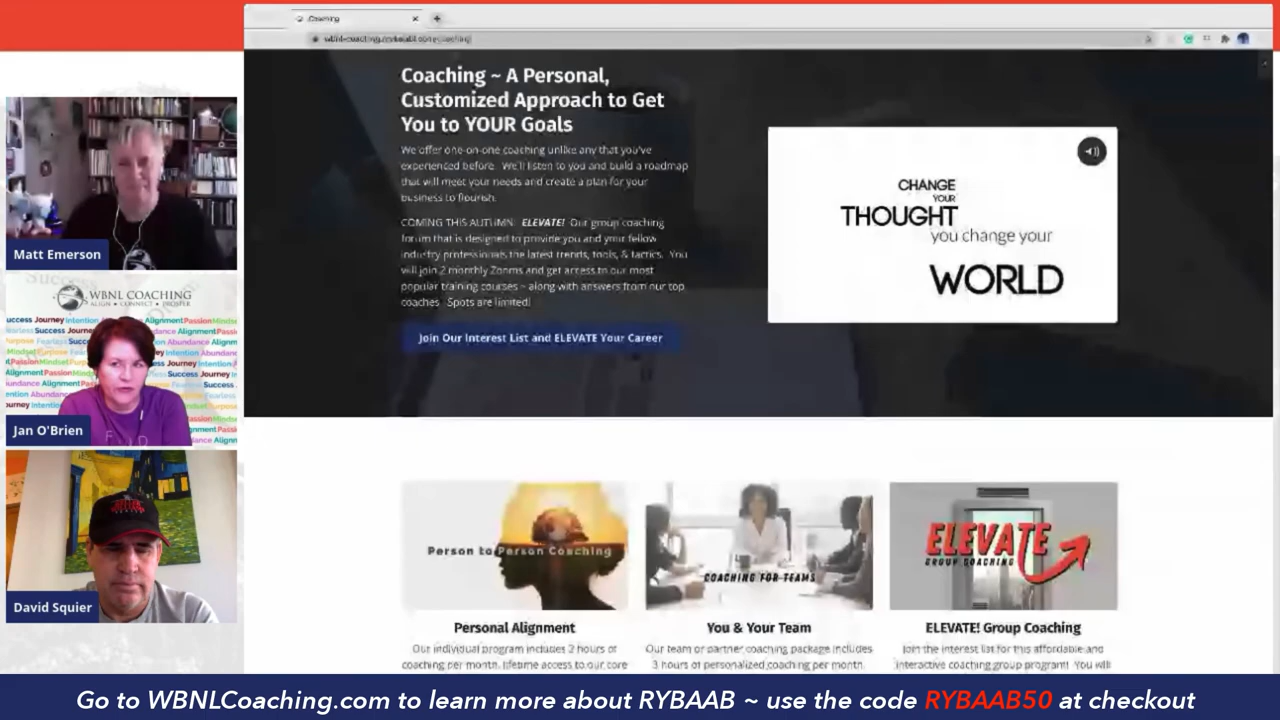 Coaching
Coaching ~ A Personal,
Customized Approach to Get
You to YOUR Goals
We offer one-on-one coaching unlike any that you've
experienced before. We'll listen to you and build a roadmap
that will meet your needs and create a plan for your
business to flourish.
COMING THIS AUTUMN: ELEVATE! Our group coaching
forum that is designed to provide you and your fellow
industry professionals the latest trends, tools, & tactics. You
will join 2 monthly Zooms and get access to our most
popular training courses ~ along with answers from our top
coaches. Spots are limited!
Join Our Interest List and ELEVATE Your Career
CHANGE
YOUR
THOUGHT
you change your
WORLD
Matt Emerson
WBNL COACHING
ALIGN • CONNECT • PROSPER
Jan O'Brien
David Squier
Person to Person Coaching
COACHING FOR TEAMS
ELEVATE
GROUP COACHING
Personal Alignment
You & Your Team
ELEVATE! Group Coaching
Our individual program includes 2 hours of
coaching per month, lifetime access to our core
Our team or partner coaching package includes
3 hours of personalized coaching per month,
Join the interest list for this affordable and
interactive coaching group program! You will
Go to WBNLCoaching.com to learn more about RYBAAB ~ use the code RYBAAB50 at checkout